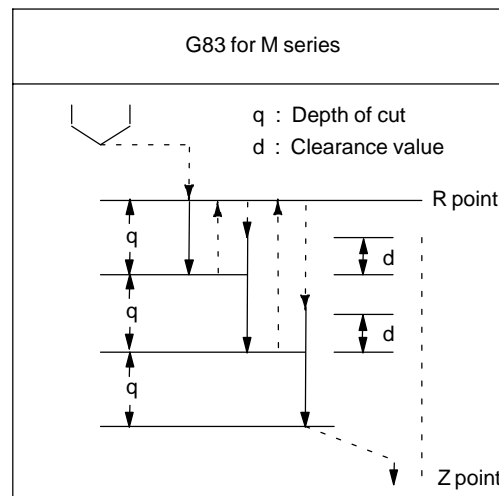 G83 for M series
q : Depth of cut
d : Clearance value
R point
q
d
q
d
q
Z point